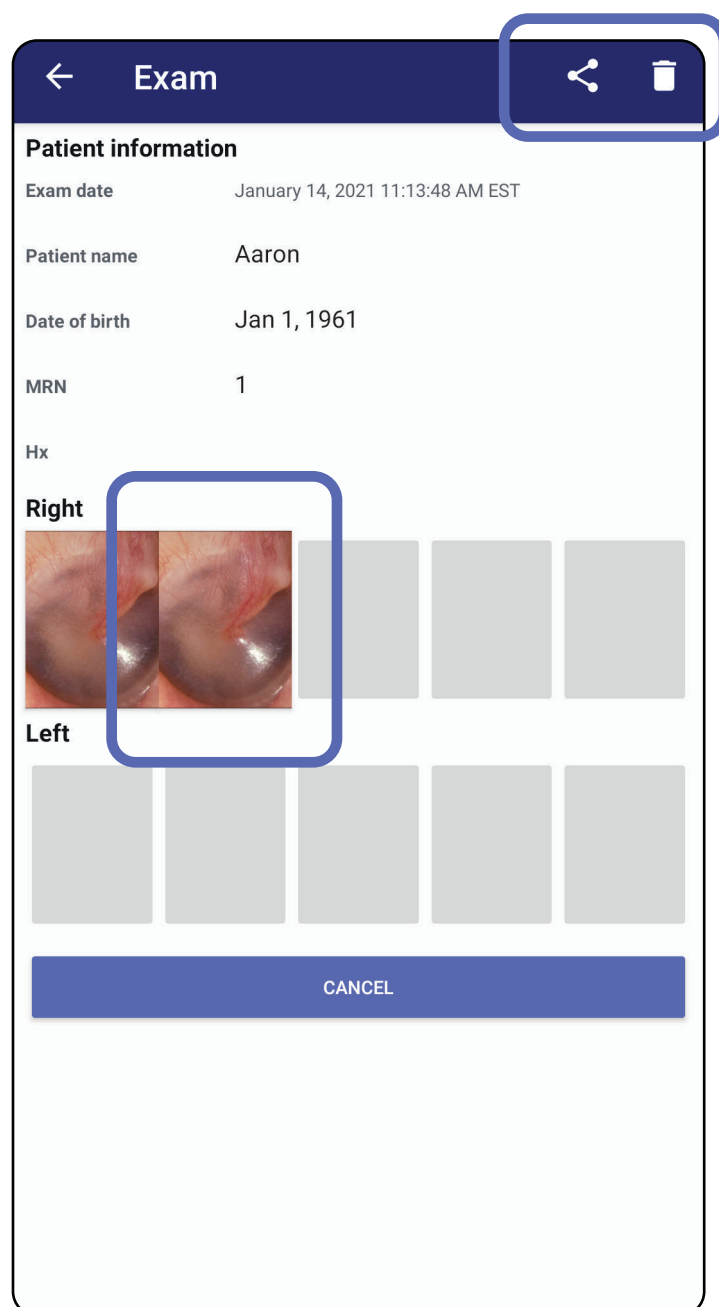 Exam
Patient information
Exam date January 14, 2021 11:13:48 AM EST
Patient name Aaron
Date of birth Jan 1, 1961
MRN 1
Hx
Right
Left
CANCEL